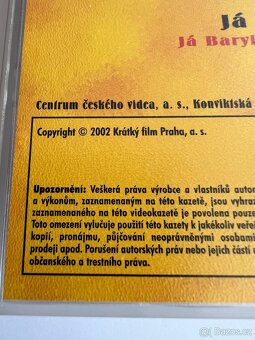 Já
Já Baryk
Centrum českého videa, a. s., Konviktská
Copyright © 2002 Krátký film Praha, a. s.
Upozornění: Veškerá práva výrobce a vlastníků autor
a výkonům, zaznamenaným na této kazetě, jsou vyhraz
zaznamenaného na této videokazetě je povolena pouze
Toto omezení vylučuje použití této kazety k jakékoliv veřej
kopií, pronájmu, půjčování neoprávněnými osobami
prodeji apod. Porušení autorských práv nebo jejich části
občanského a trestního práva.
bazos.cz